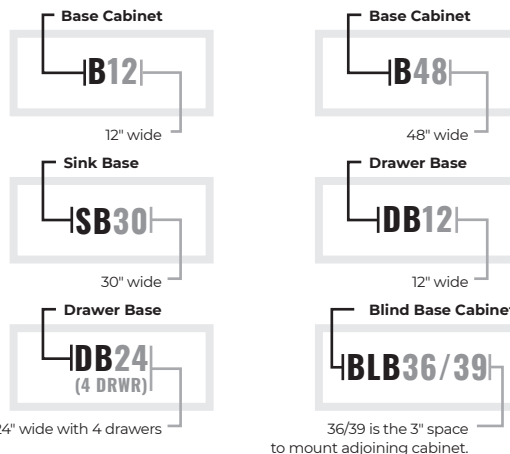 Base Cabinet
B12
12" wide
Base Cabinet
B48
48" wide
Sink Base
SB30
30" wide
Drawer Base
DB12
12" wide
Drawer Base
DB24
(4 DRWR)
24" wide with 4 drawers
Blind Base Cabinet
BLB36/39
36/39 is the 3" space
to mount adjoining cabinet.